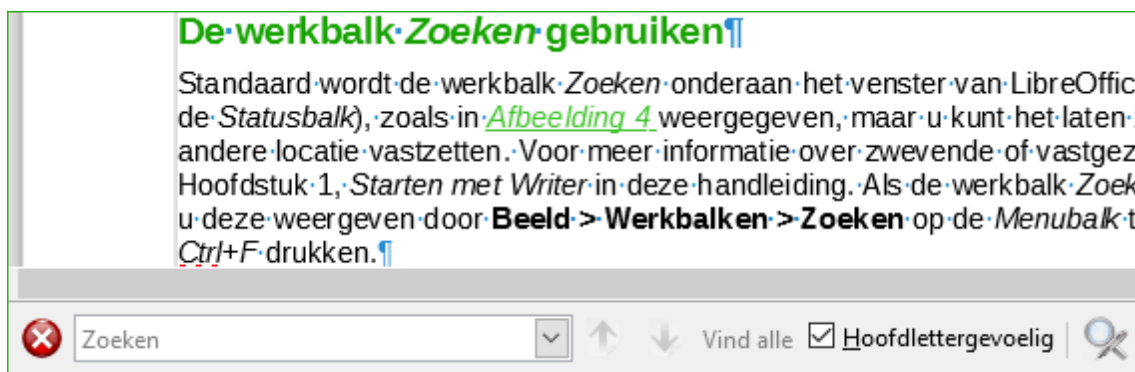 De werkbalk Zoeken gebruiken¶
Standaard wordt de werkbalk Zoeken onderaan het venster van LibreOffic
de Statusbalk), zoals in Afbeelding 4 weergegeven, maar u kunt het laten
andere locatie vastzetten. Voor meer informatie over zwevende of vastgez
Hoofdstuk 1, Starten met Writer in deze handleiding. Als de werkbalk Zoek
u deze weergeven door Beeld > Werkbalken > Zoeken op de Menubalk t
Ctrl+F drukken.¶
Zoeken Vind alle Hoofdlettergevoelig